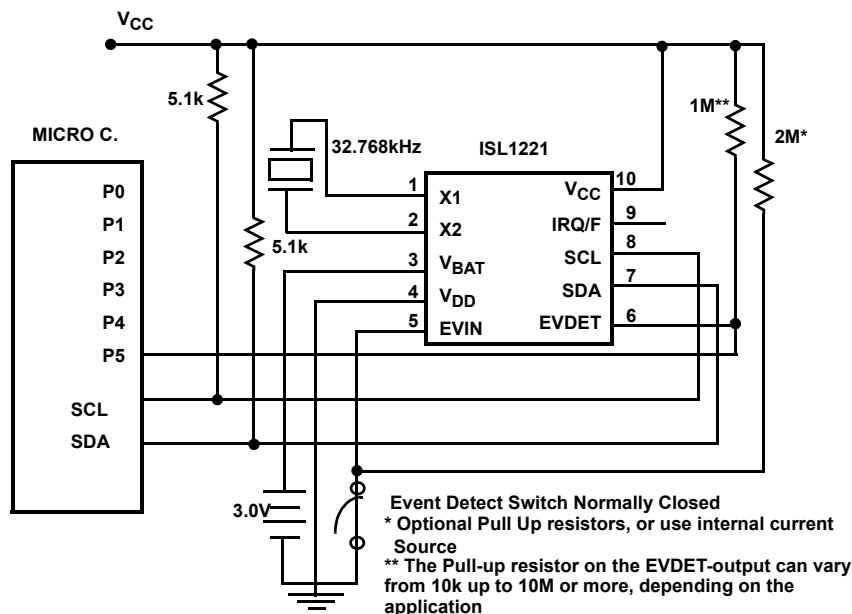 VCC
5.1k
1M**
2M*
MICRO C.
32.768kHz
ISL1221
P0
P1
P2
P3
P4
P5
SCL
SDA
5.1k
1
2
3
4
5
X1
X2
VBAT
VDD
EVIN
VCC
IRQ/F
SCL
SDA
EVDET
10
9
8
7
6
3.0V
Event Detect Switch Normally Closed
* Optional Pull Up resistors, or use internal current
Source
** The Pull-up resistor on the EVDET-output can vary
from 10k up to 10M or more, depending on the
application